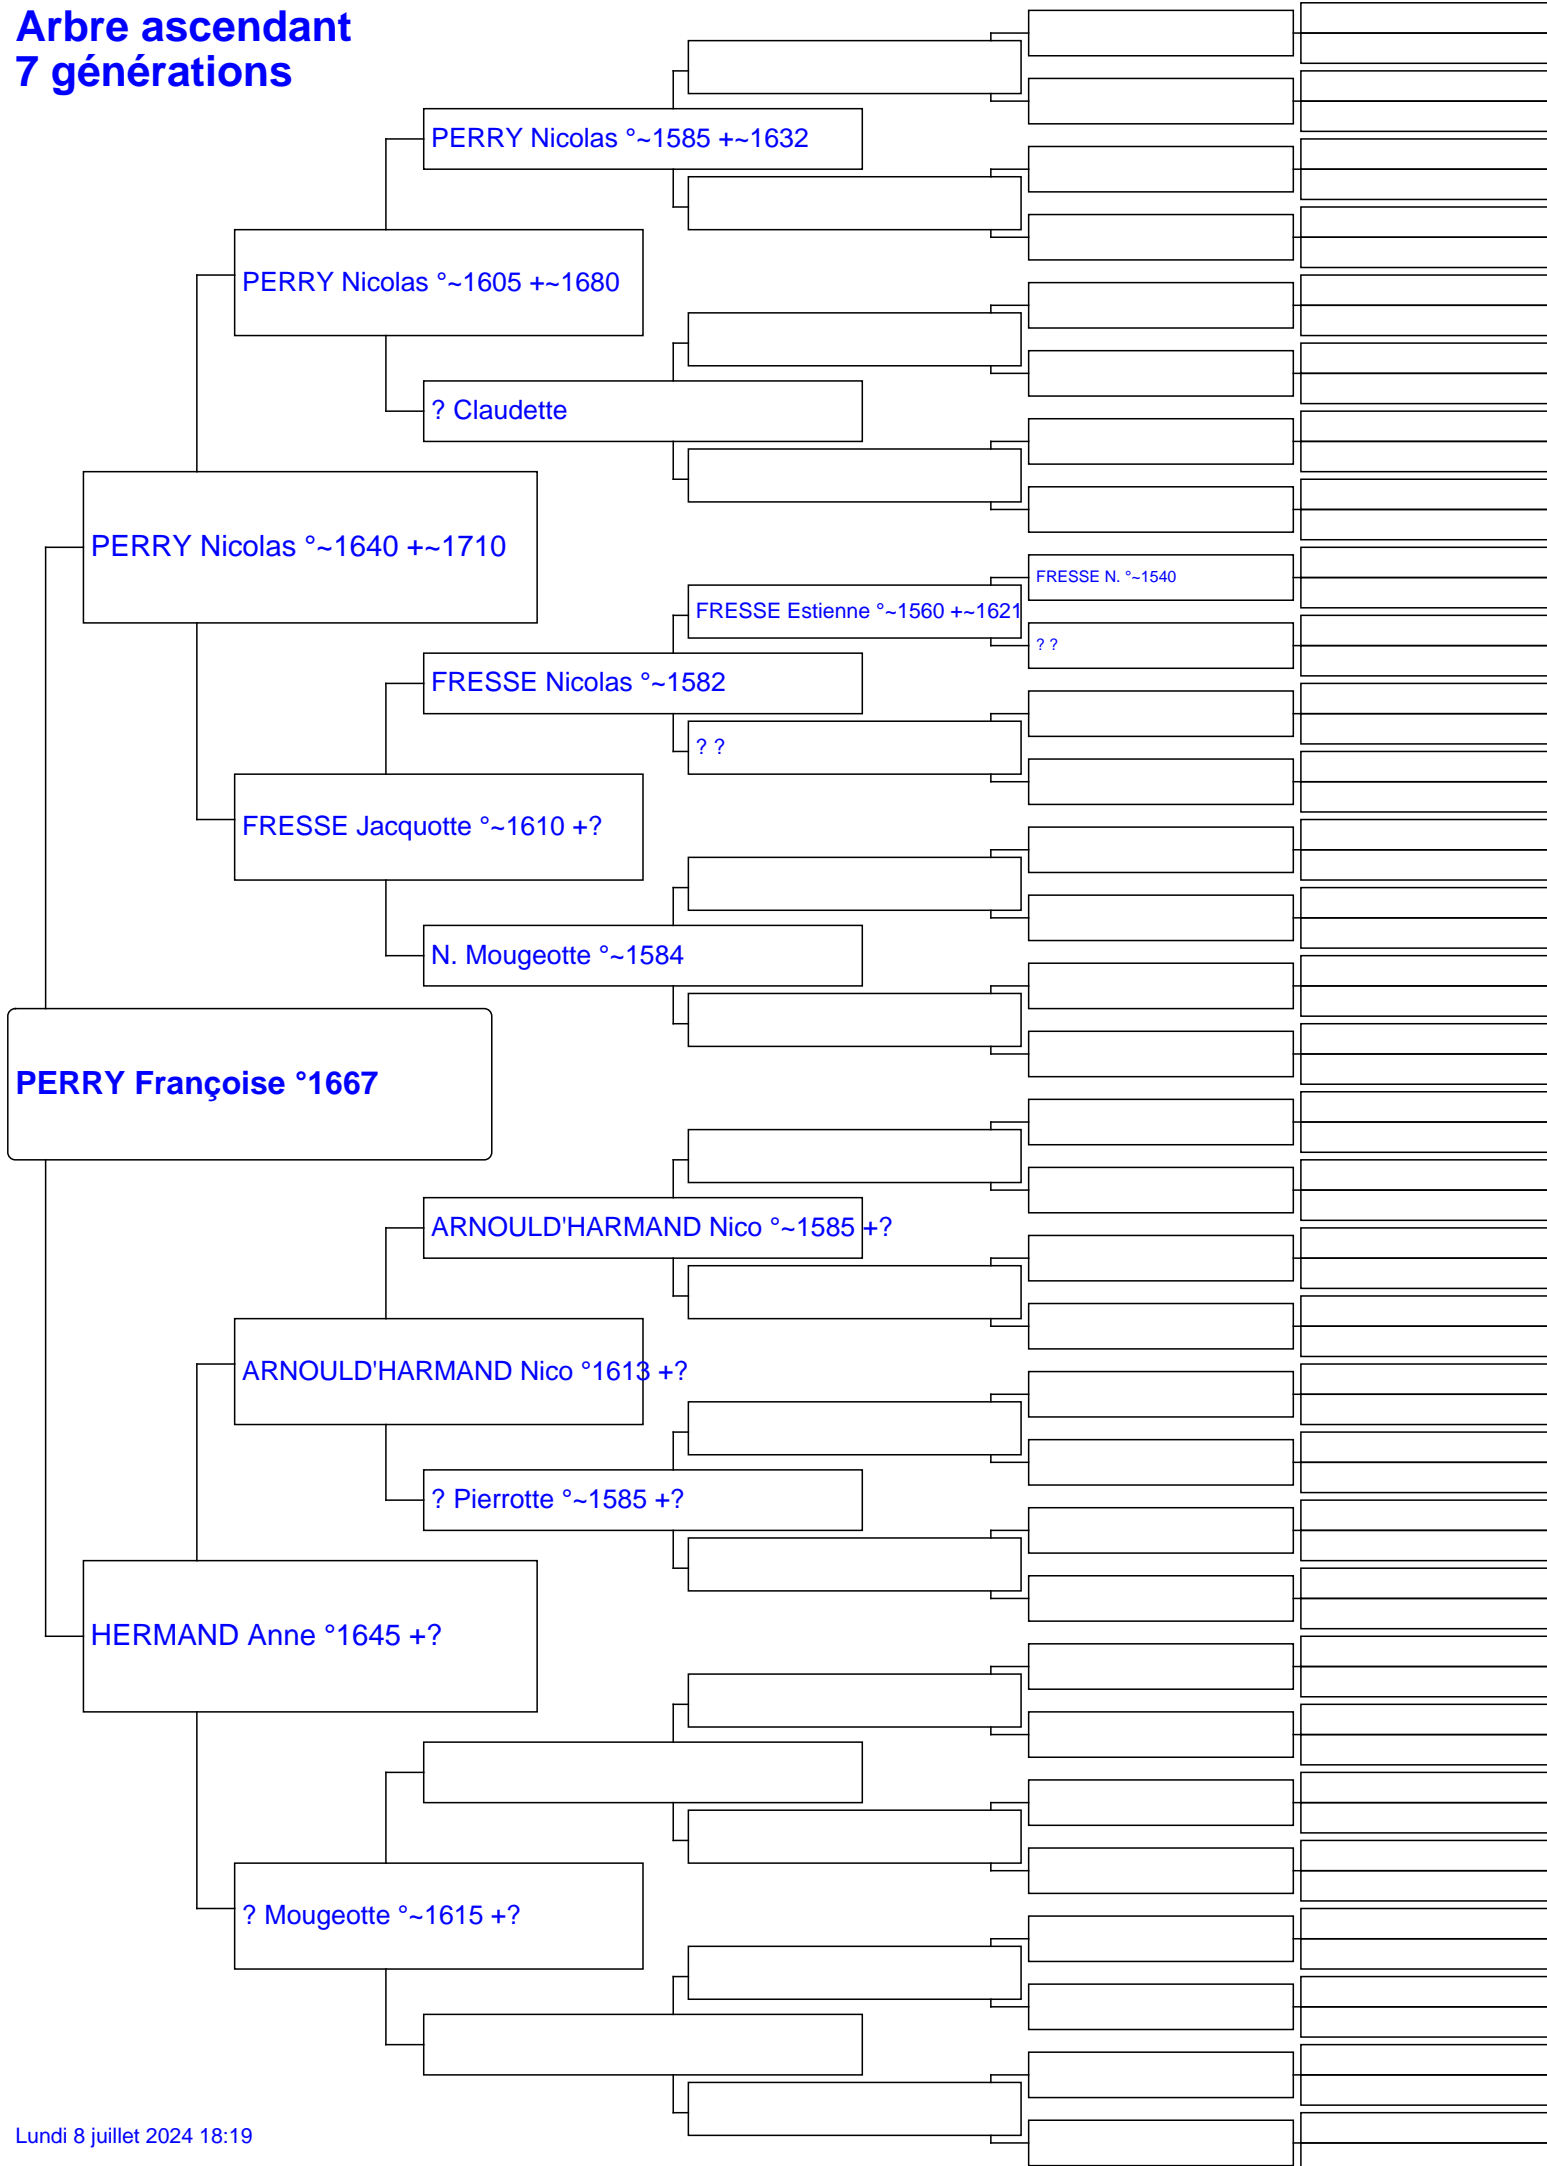 Arbre ascendant
7 générations
PERRY Nicolas °~1585 +~1632
PERRY Nicolas °~1605 +~1680
? Claudette
PERRY Nicolas °~1640 +~1710
FRESSE N. °~1540
FRESSE Estienne °~1560 +~1621
? ?
FRESSE Nicolas °~1582
? ?
FRESSE Jacquotte °~1610 +?
N. Mougeotte °~1584
PERRY Françoise °1667
ARNOULD'HARMAND Nico °~1585 +?
ARNOULD'HARMAND Nico °1613 +?
? Pierrotte °~1585 +?
HERMAND Anne °1645 +?
? Mougeotte °~1615 +?
Lundi 8 juillet 2024 18:19